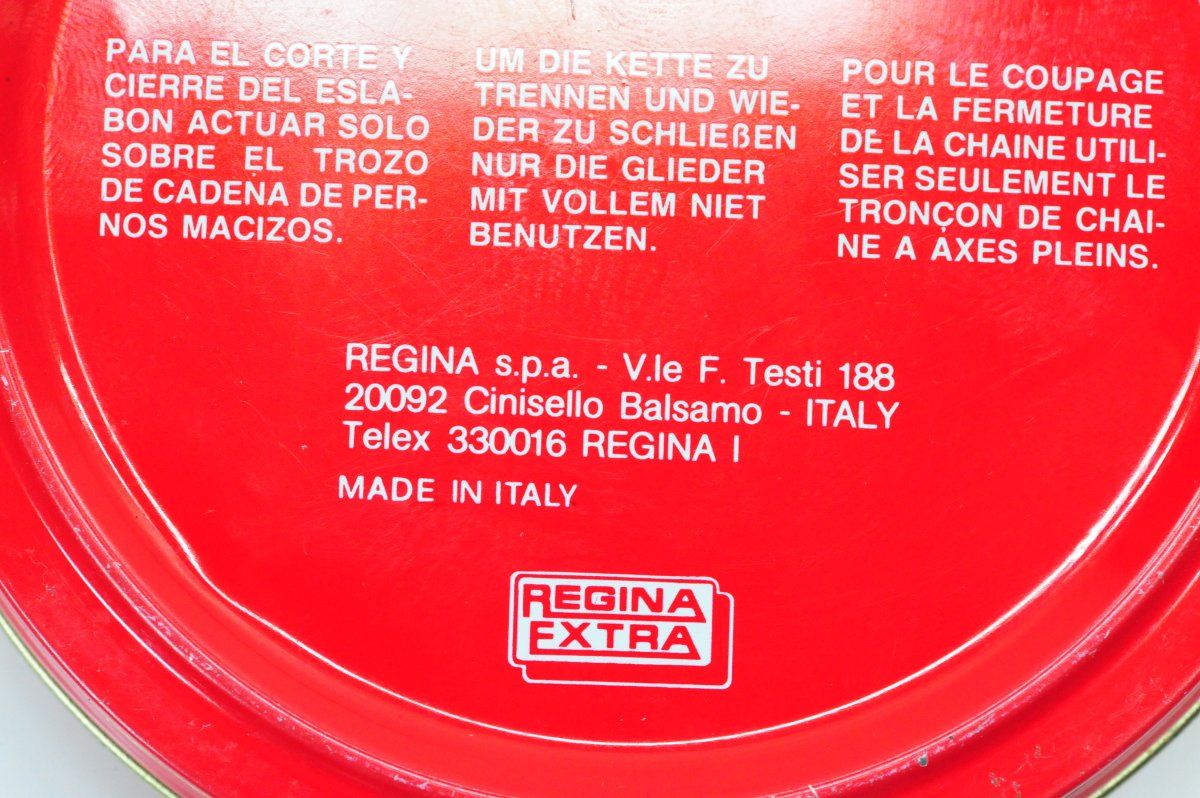 PARA EL CORTE Y
CIERRE DEL ESLA-
BON ACTUAR SOLO
SOBRE EL TROZO
DE CADENA DE PER-
NOS MACIZOS.
UM DIE KETTE ZU
TRENNEN UND WIE-
DER ZU SCHLIEßEN
NUR DIE GLIEDER
MIT VOLLEM NIET
BENUTZEN.
POUR LE COUPAGE
ET LA FERMETURE
DE LA CHAINE UTILI-
SER SEULEMENT LE
TRONÇON DE CHAI-
NE A AXES PLEINS.
REGINA s.p.a. - V.le F. Testi 188
20092 Cinisello Balsamo - ITALY
Telex 330016 REGINA I
MADE IN ITALY
REGINA
EXTRA